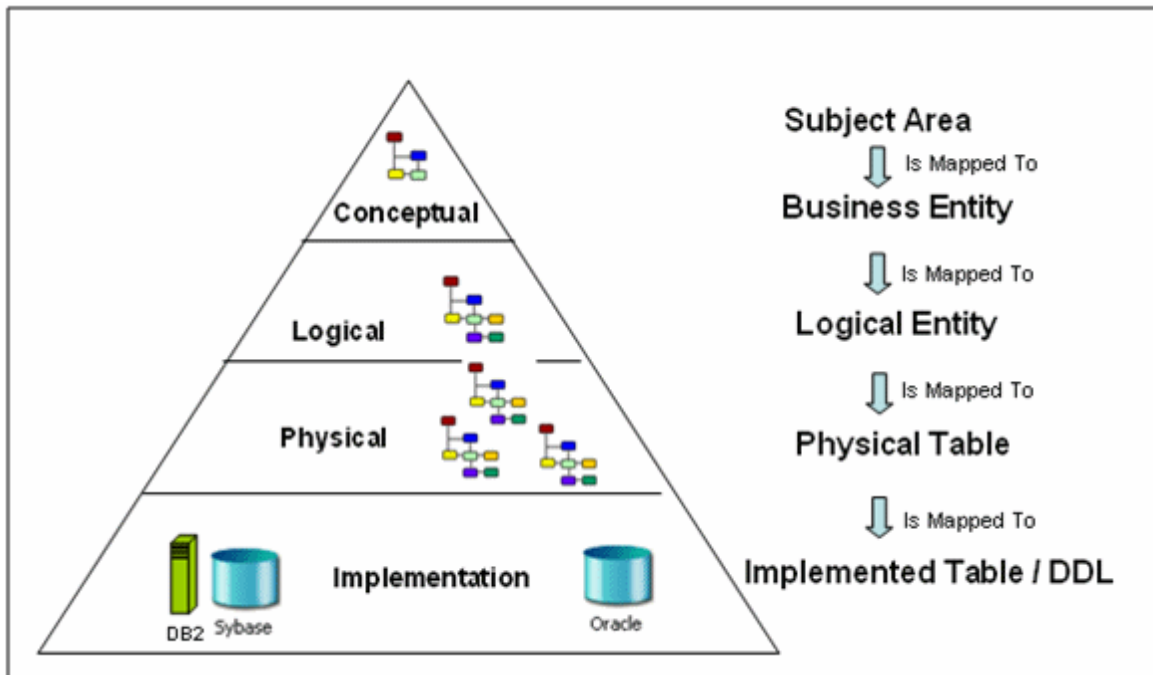 Conceptual
Logical
Physical
Implementation
DB2
Sybase
Oracle
Subject Area
Is Mapped To
Business Entity
Is Mapped To
Logical Entity
Is Mapped To
Physical Table
Is Mapped To
Implemented Table / DDL